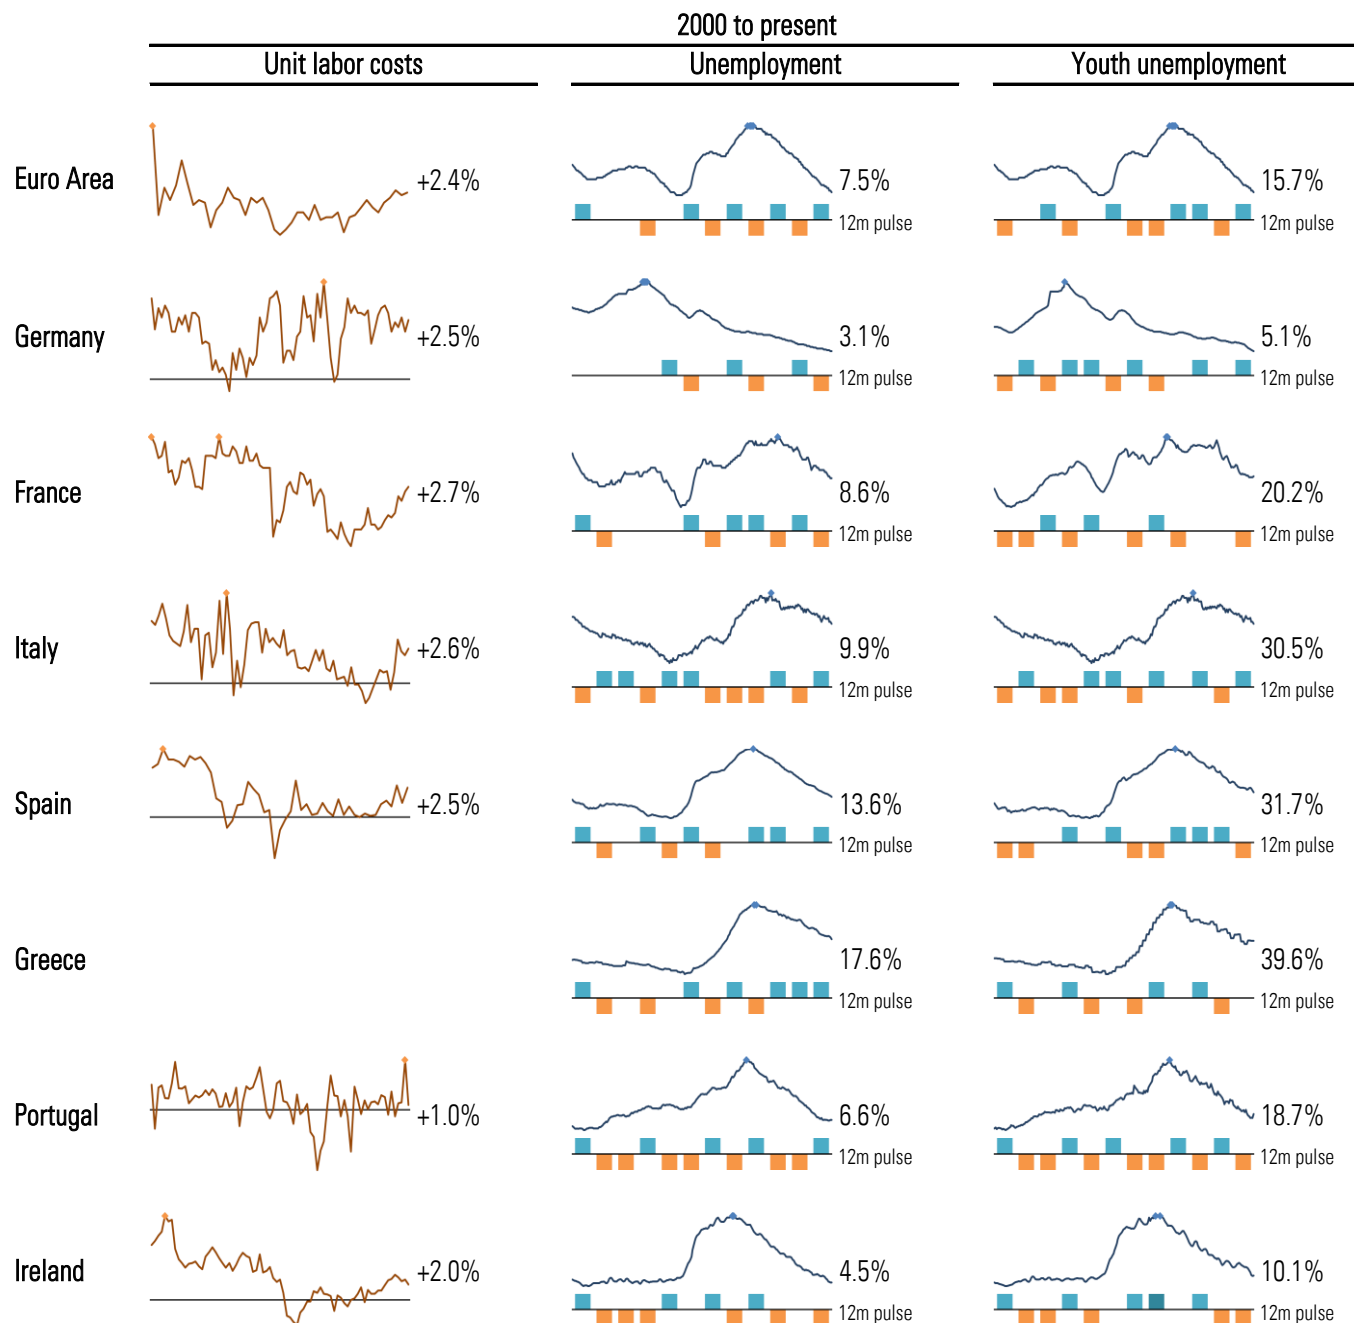 2000 to present
Unit labor costs Unemployment Youth unemployment
Euro Area +2.4% 7.5% 15.7%
12m pulse 12m pulse
Germany +2.5% 3.1% 5.1%
12m pulse 12m pulse
France +2.7% 8.6% 20.2%
12m pulse 12m pulse
Italy +2.6% 9.9% 30.5%
12m pulse 12m pulse
Spain +2.5% 13.6% 31.7%
12m pulse 12m pulse
Greece 17.6% 39.6%
12m pulse 12m pulse
Portugal +1.0% 6.6% 18.7%
12m pulse 12m pulse
Ireland +2.0% 4.5% 10.1%
12m pulse 12m pulse